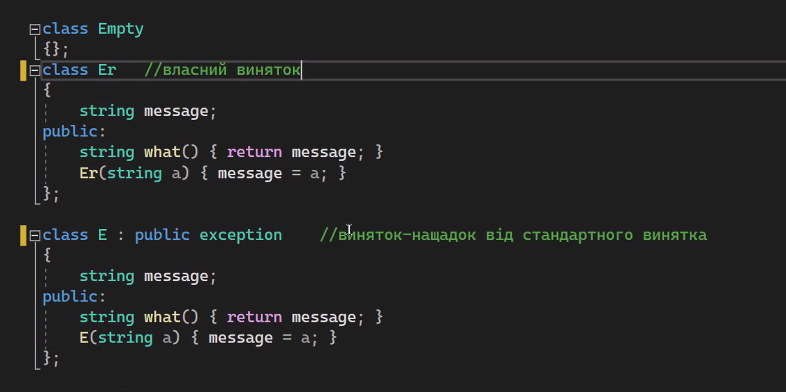 class Empty
{};
class Er   //власний виняток
{
    string message;
public:
    string what() { return message; }
    Er(string a) { message = a; }
};
class E : public exception    //виняток-нащадок від стандартного винятка
{
    string message;
public:
    string what() { return message; }
    E(string a) { message = a; }
};